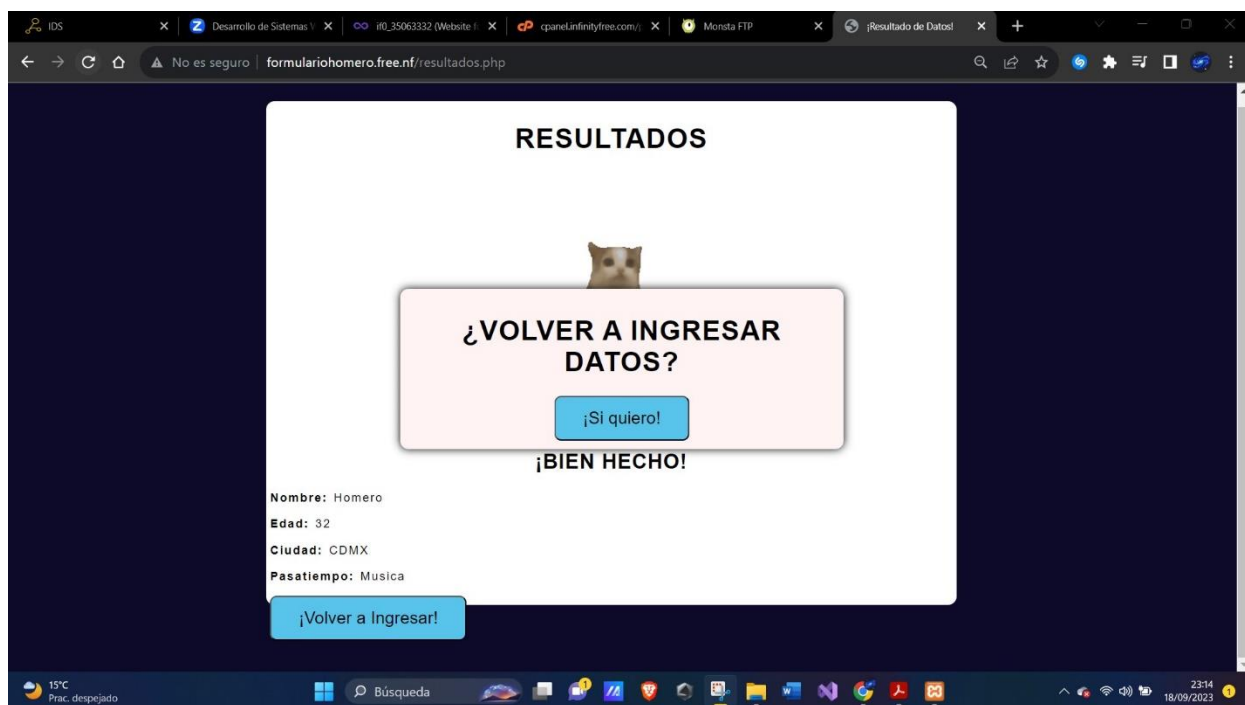 IDS
Desarrollo de Sistemas V
if0_35063332 (Website f
cpanel.infinityfree.com/
Monsta FTP
¡Resultado de Datos!
No es seguro
formulariohomero.free.nf/resultados.php
RESULTADOS
¿VOLVER A INGRESAR
DATOS?
¡Si quiero!
¡BIEN HECHO!
Nombre: Homero
Edad: 32
Ciudad: CDMX
Pasatiempo: Musica
¡Volver a Ingresar!
15°C
Prac. despejado
Búsqueda
23:14
18/09/2023